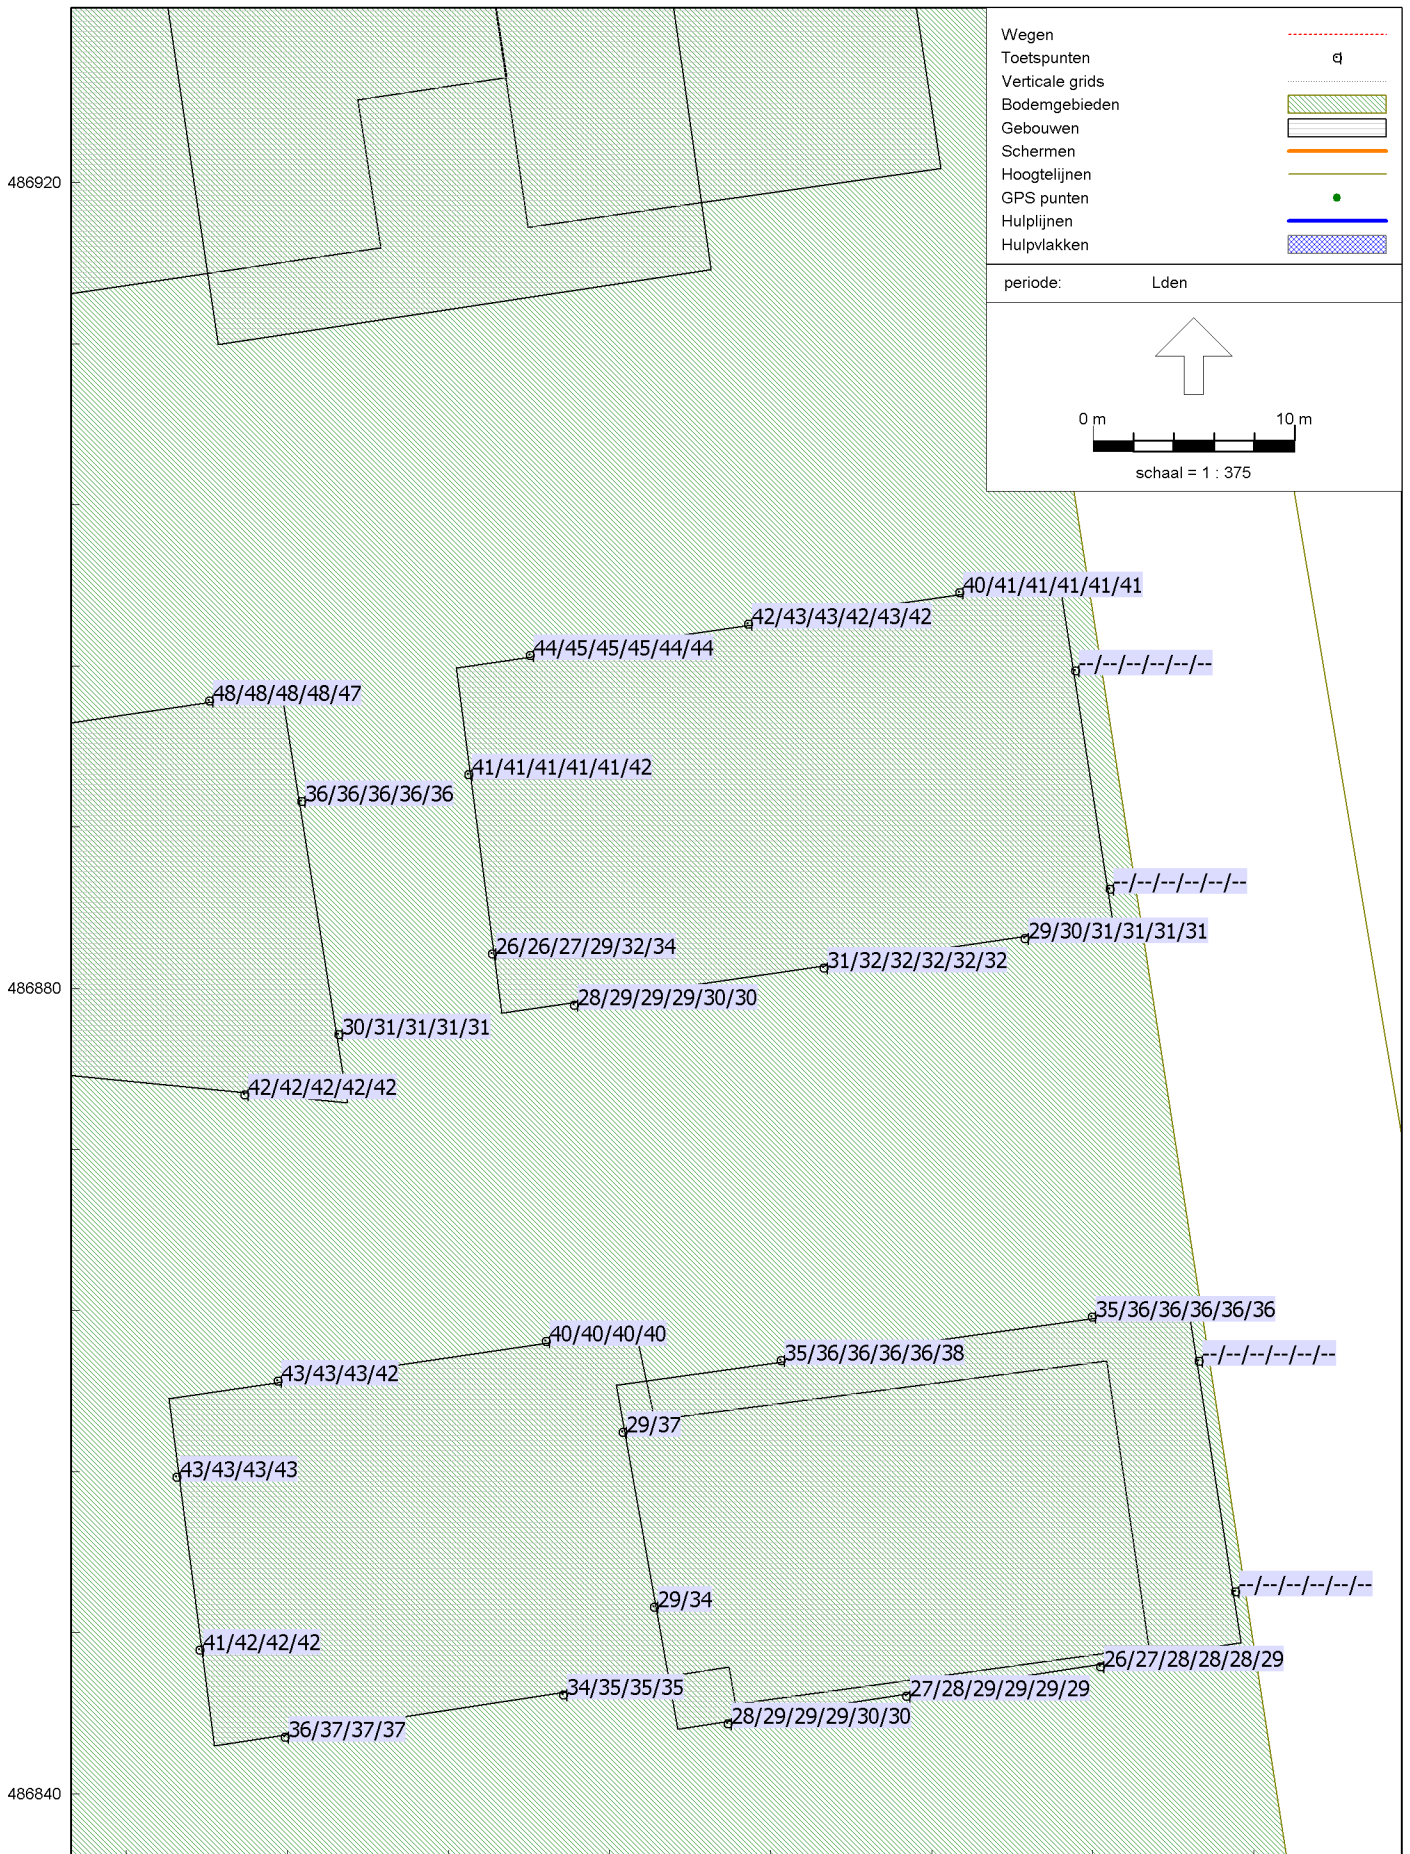 Wegen
Toetspunten
Verticale grids
Bodemgebieden
Gebouwen
Schermen
Hoogtelijnen
GPS punten
Hulplijnen
Hulpvlakken
periode: Lden
0 m 10 m
schaal = 1 : 375
486920
40/41/41/41/41/41
42/43/43/42/43/42
44/45/45/45/44/44
--/--/--/--/--/--
48/48/48/48/47
41/41/41/41/41/42
36/36/36/36/36
--/--/--/--/--/--
29/30/31/31/31/31
26/26/27/29/32/34
31/32/32/32/32/32
486880
28/29/29/29/30/30
30/31/31/31/31
42/42/42/42/42
35/36/36/36/36/36
40/40/40/40
--/--/--/--/--/--
35/36/36/36/36/38
43/43/43/42
29/37
43/43/43/43
--/--/--/--/--/--
29/34
41/42/42/42
26/27/28/28/28/29
34/35/35/35
27/28/29/29/29/29
28/29/29/29/30/30
36/37/37/37
486840